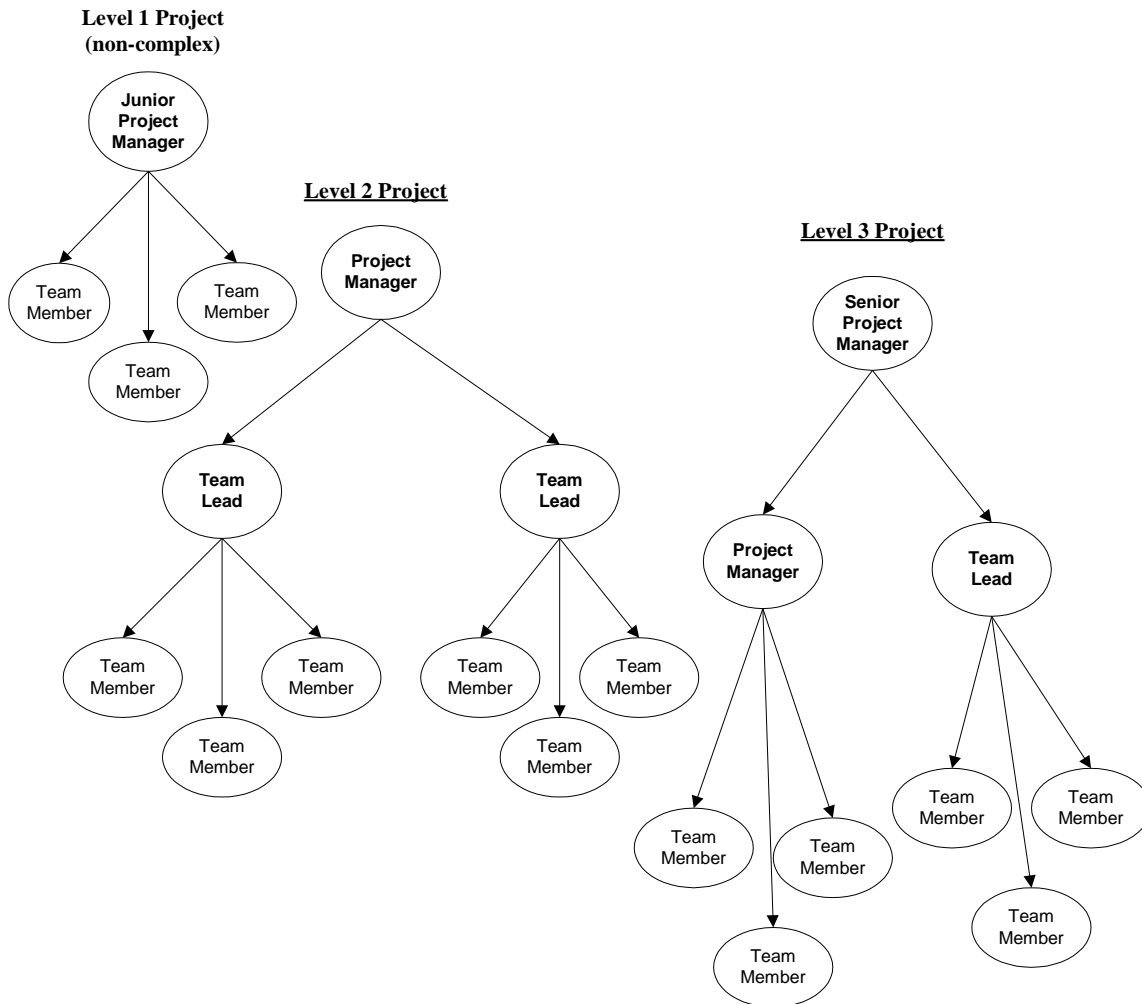 Level 1 Project
(non-complex)
Junior
Project
Manager
Team
Member
Team
Member
Team
Member
Level 2 Project
Project
Manager
Team
Lead
Team
Lead
Team
Member
Team
Member
Team
Member
Team
Member
Team
Member
Team
Member
Level 3 Project
Senior
Project
Manager
Project
Manager
Team
Lead
Team
Member
Team
Member
Team
Member
Team
Member
Team
Member
Team
Member